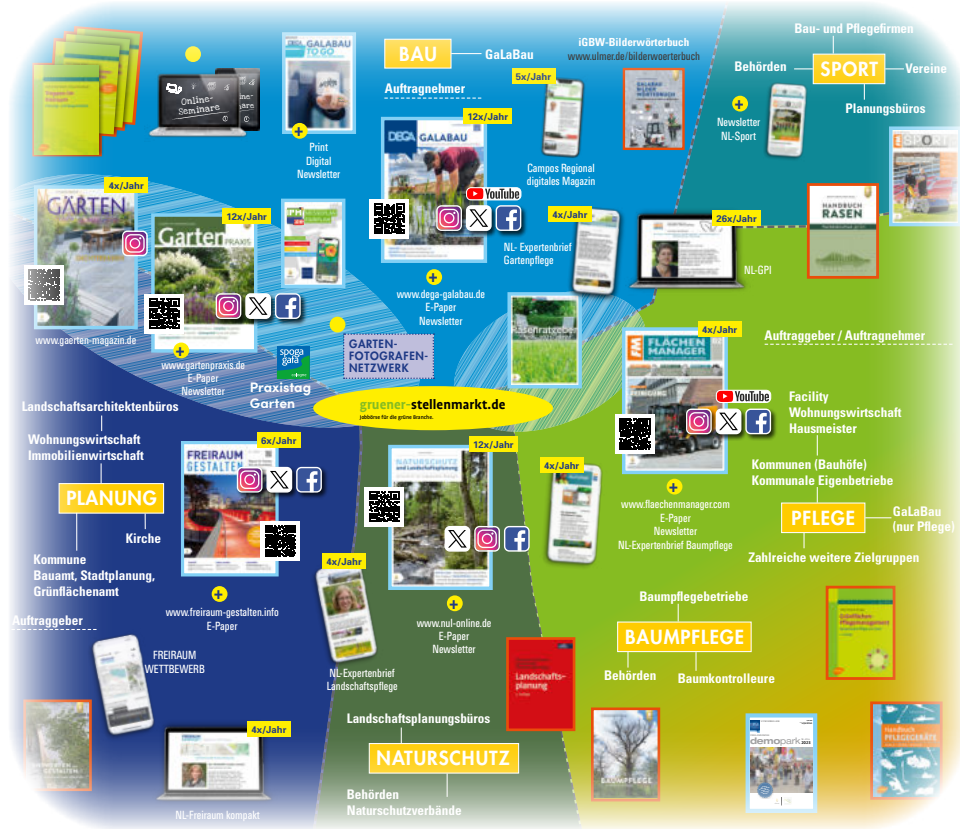 Online-
Seminare
DEGA GALABAU
TO GO
Print
Digital
Newsletter
BAU
GaLaBau
Auftragnehmer
iGBW-Bilderwörterbuch
www.ulmer.de/bilderwoerterbuch
5x/Jahr
Campos Regional
digitales Magazin
GALABAU
BILDER
WÖRTERBUCH
Bau- und Pflegefirmen
Behörden
SPORT
Vereine
Planungsbüros
Newsletter
NL-Sport
HANDBUCH
RASEN
12x/Jahr
DEGA GALABAU
YouTube
www.dega-galabau.de
E-Paper
Newsletter
4x/Jahr
NL- Expertenbrief
Gartenpflege
26x/Jahr
NL-GPI
4x/Jahr
GÄRTEN
www.gaerten-magazin.de
12x/Jahr
Garten
PRAXIS
www.gartenpraxis.de
E-Paper
Newsletter
spoga
gafa
Praxistag
Garten
GARTEN-
FOTOGRAFEN-
NETZWERK
Rasenratgeber
gruener-stellenmarkt.de
Jobbörse für die grüne Branche.
4x/Jahr
FM
FLÄCHEN
MANAGER
REINIGUNG
YouTube
www.flaechenmanager.com
E-Paper
Newsletter
NL-Expertenbrief Baumpflege
4x/Jahr
Auftraggeber / Auftragnehmer
Facility
Wohnungswirtschaft
Hausmeister
Kommunen (Bauhöfe)
Kommunale Eigenbetriebe
PFLEGE
GaLaBau
(nur Pflege)
Zahlreiche weitere Zielgruppen
Landschaftsarchitektenbüros
Wohnungswirtschaft
Immobilienwirtschaft
PLANUNG
Kirche
Kommune
Bauamt, Stadtplanung,
Grünflächenamt
Auftraggeber
6x/Jahr
FREIRAUM
GESTALTEN
www.freiraum-gestalten.info
E-Paper
FREIRAUM
WETTBEWERB
4x/Jahr
NL-Freiraum kompakt
4x/Jahr
NL-Expertenbrief
Landschaftspflege
12x/Jahr
NATURSCHUTZ
und Landschaftsplanung
www.nul-online.de
E-Paper
Newsletter
Landschafts-
planung
Landschaftsplanungsbüros
NATURSCHUTZ
Behörden
Naturschutzverbände
Baumpflegebetriebe
BAUMPFLEGE
Behörden
Baumkontrolleure
BAUMPFLEGE
demopark 2025
Grünflächen-
Pflegemanagement
Handbuch
PFLEGEGERÄTE